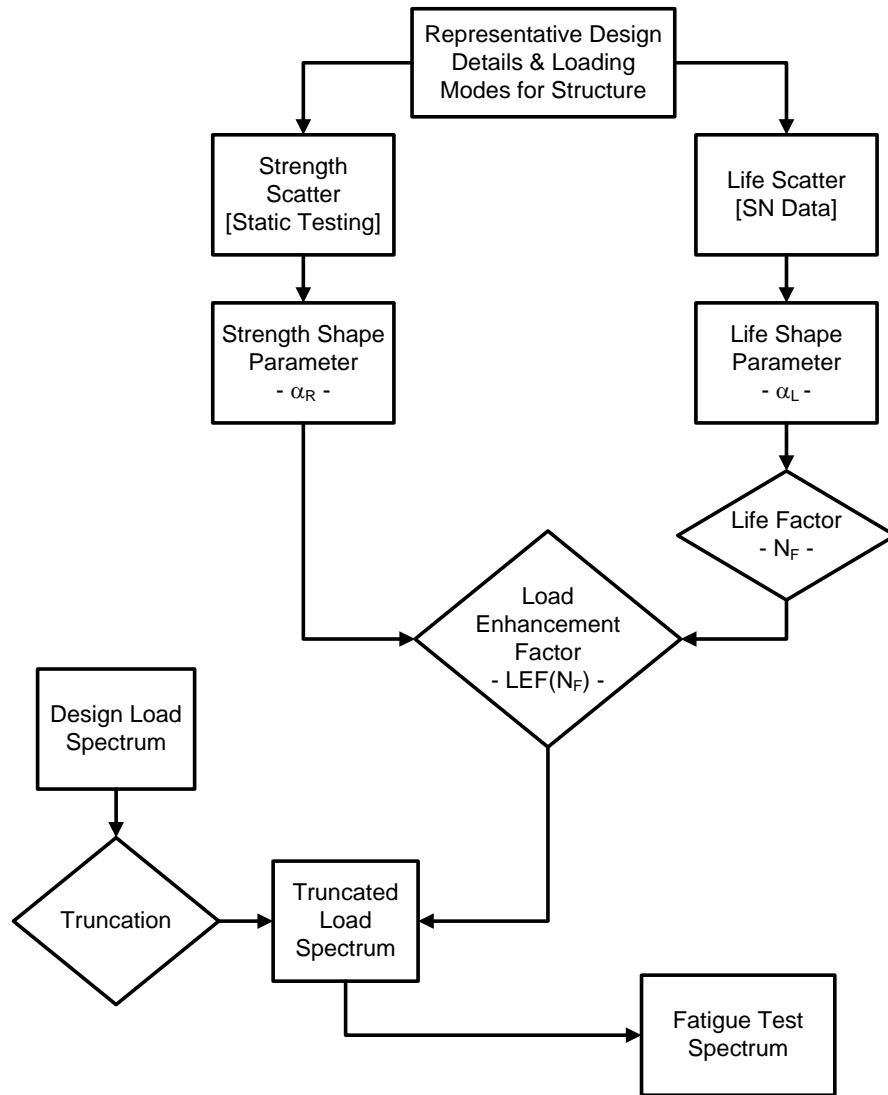 Representative Design
Details & Loading
Modes for Structure
Strength
Scatter
[Static Testing]
Life Scatter
[SN Data]
Strength Shape
Parameter
- αR -
Life Shape
Parameter
- αL -
Life Factor
- NF -
Load
Enhancement
Factor
- LEF(NF) -
Design Load
Spectrum
Truncation
Truncated
Load
Spectrum
Fatigue Test
Spectrum